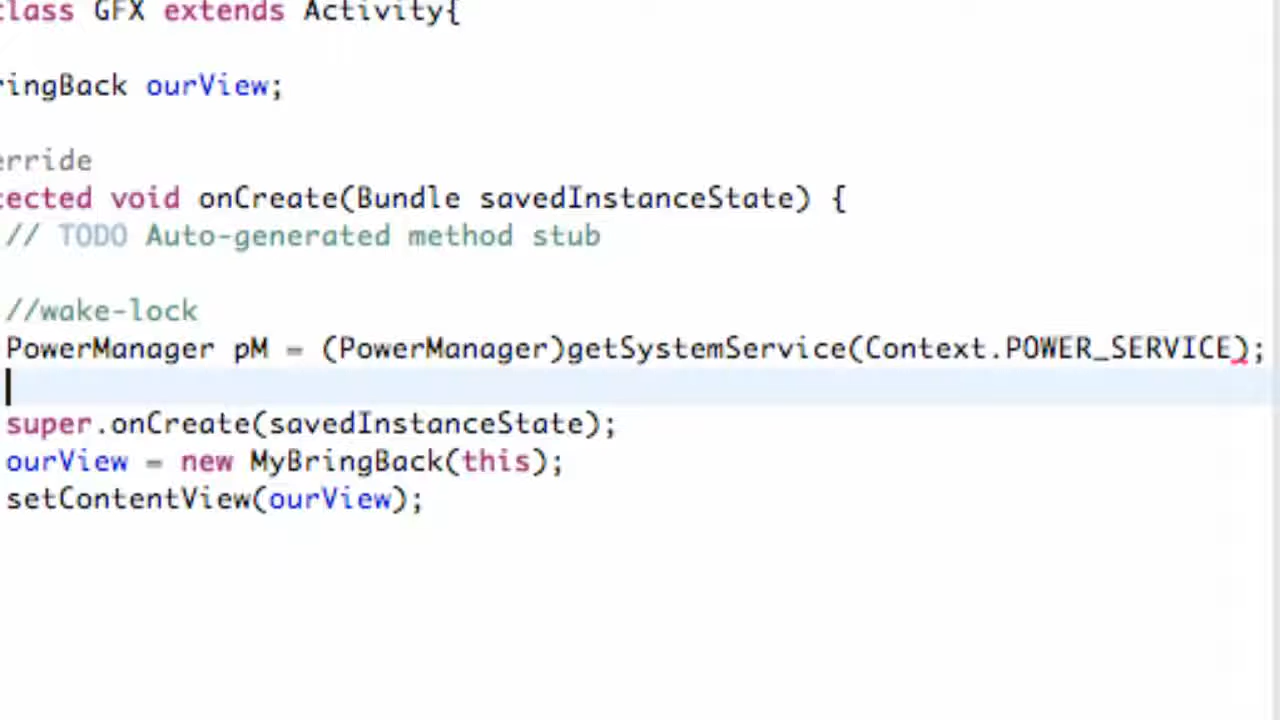 class GFX extends Activity{
ringBack ourView;
erride
tected void onCreate(Bundle savedInstanceState) {
// TODO Auto-generated method stub
//wake-lock
PowerManager pM = (PowerManager)getSystemService(Context.POWER_SERVICE);
super.onCreate(savedInstanceState);
ourView = new MyBringBack(this);
setContentView(ourView);